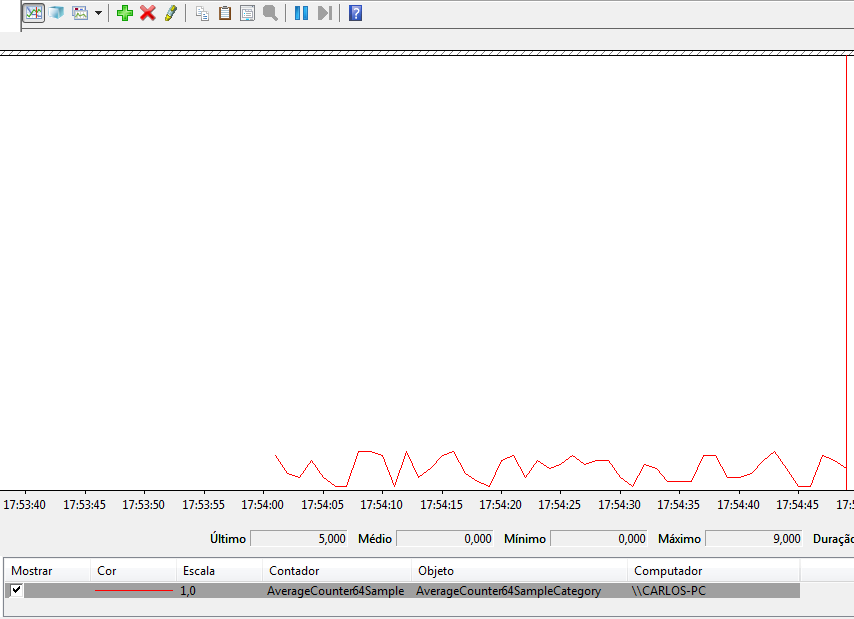 ?
17:53:40 17:53:45 17:53:50 17:53:55 17:54:00 17:54:05 17:54:10 17:54:15 17:54:20 17:54:25 17:54:30 17:54:35 17:54:40 17:54:45
Último 5,000 Médio 0,000 Mínimo 0,000 Máximo 9,000 Duração
Mostrar Cor Escala Contador Objeto Computador
1,0 AverageCounter64Sample AverageCounter64SampleCategory \\CARLOS-PC